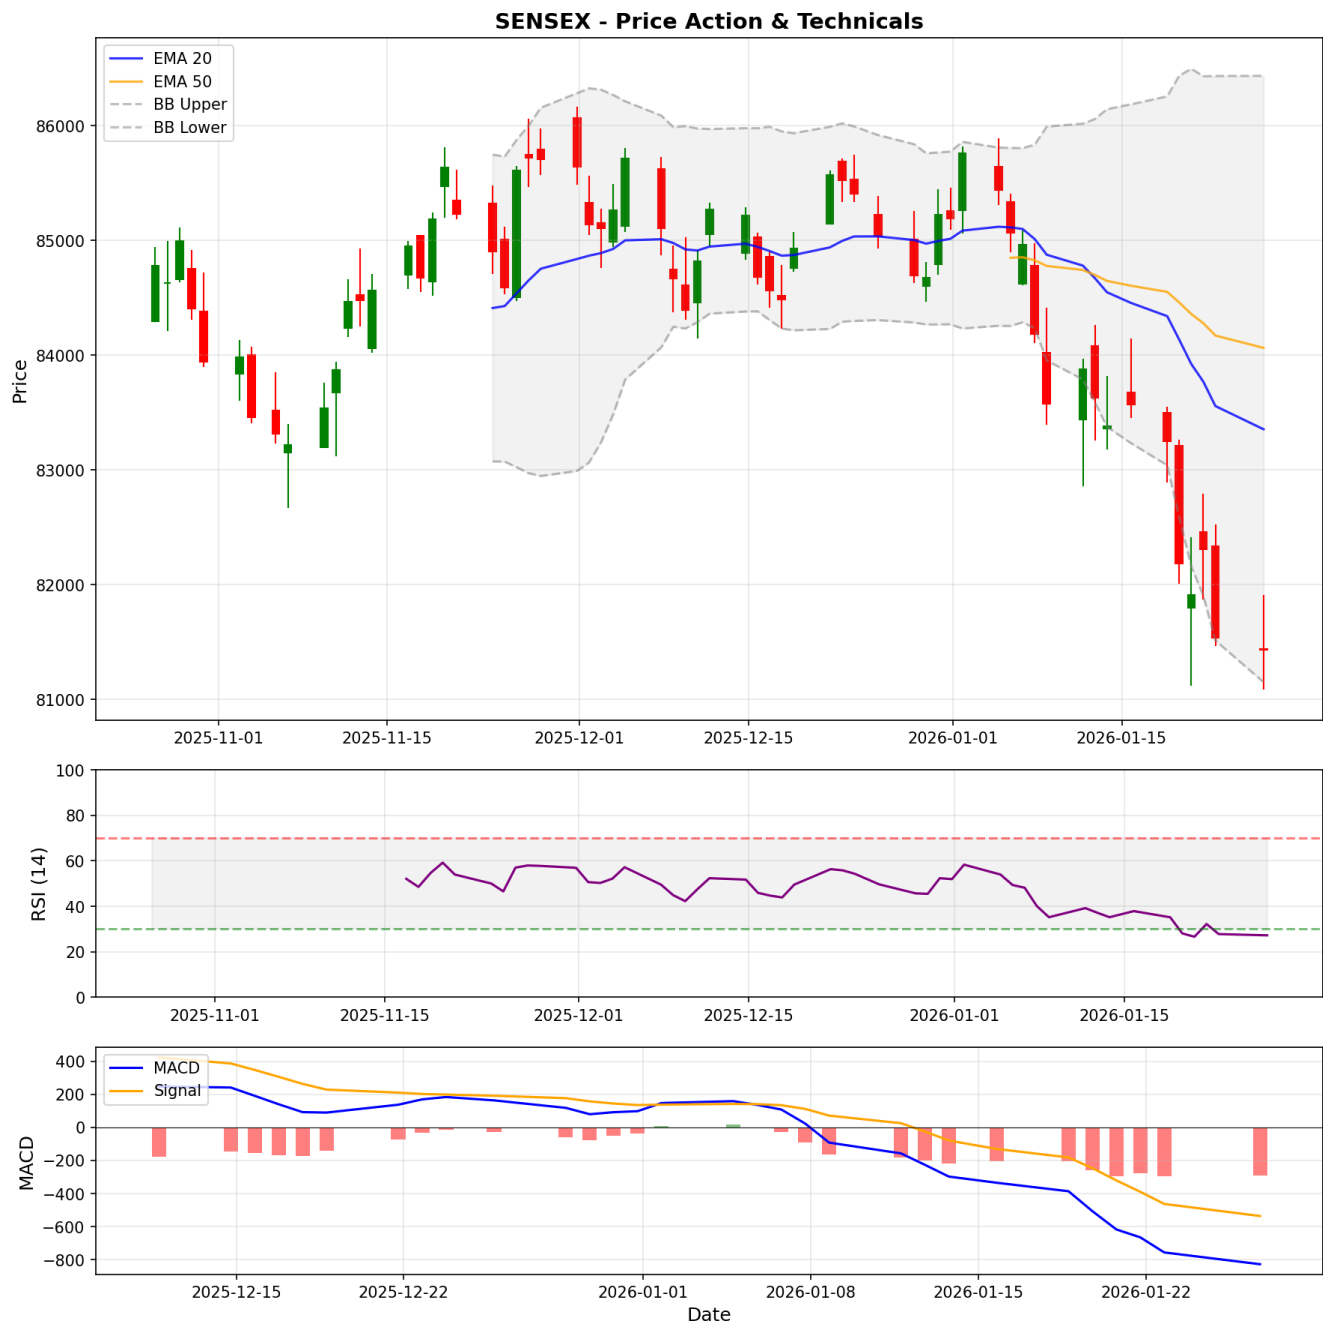 SENSEX - Price Action & Technicals
EMA 20
EMA 50
BB Upper
BB Lower
Price
86000
85000
84000
83000
82000
81000
2025-11-01 2025-11-15 2025-12-01 2025-12-15 2026-01-01 2026-01-15
RSI (14)
100
80
60
40
20
0
2025-11-01 2025-11-15 2025-12-01 2025-12-15 2026-01-01 2026-01-15
MACD
Signal
MACD
400
200
0
−200
−400
−600
−800
2025-12-15 2025-12-22 2026-01-01 2026-01-08 2026-01-15 2026-01-22
Date